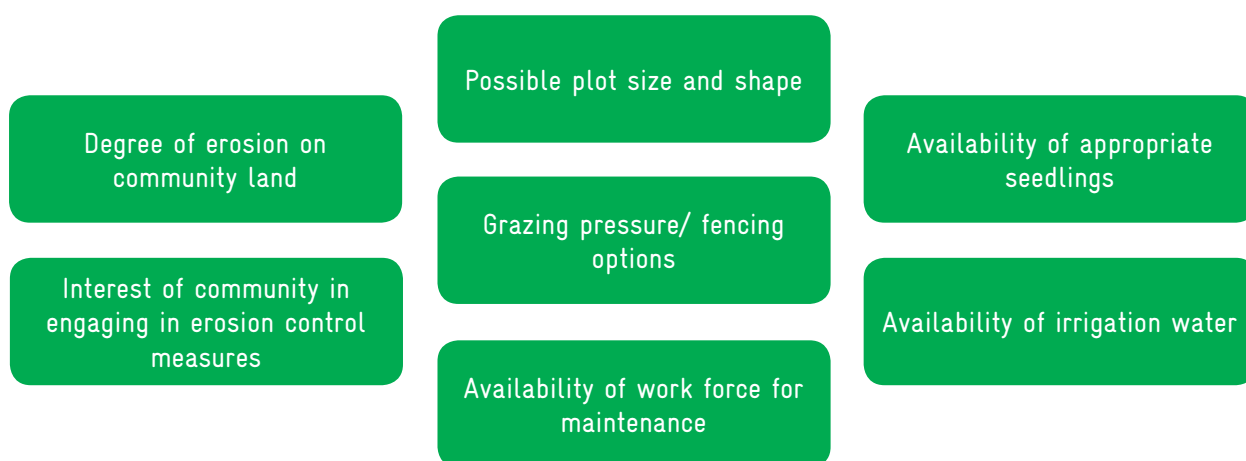 Degree of erosion on
community land
Interest of community in
engaging in erosion control
measures
Possible plot size and shape
Grazing pressure/ fencing
options
Availability of work force for
maintenance
Availability of appropriate
seedlings
Availability of irrigation water